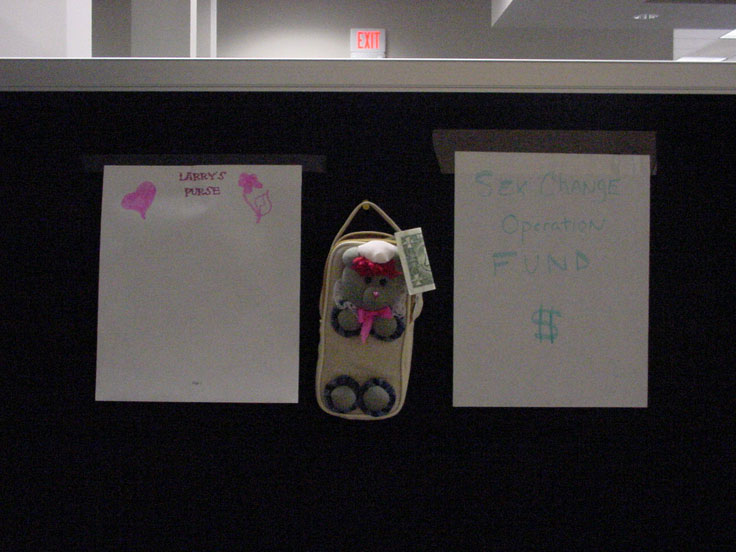 EXIT
LARRY'S
PURSE
SEX CHANGE
Operation
FUND
$